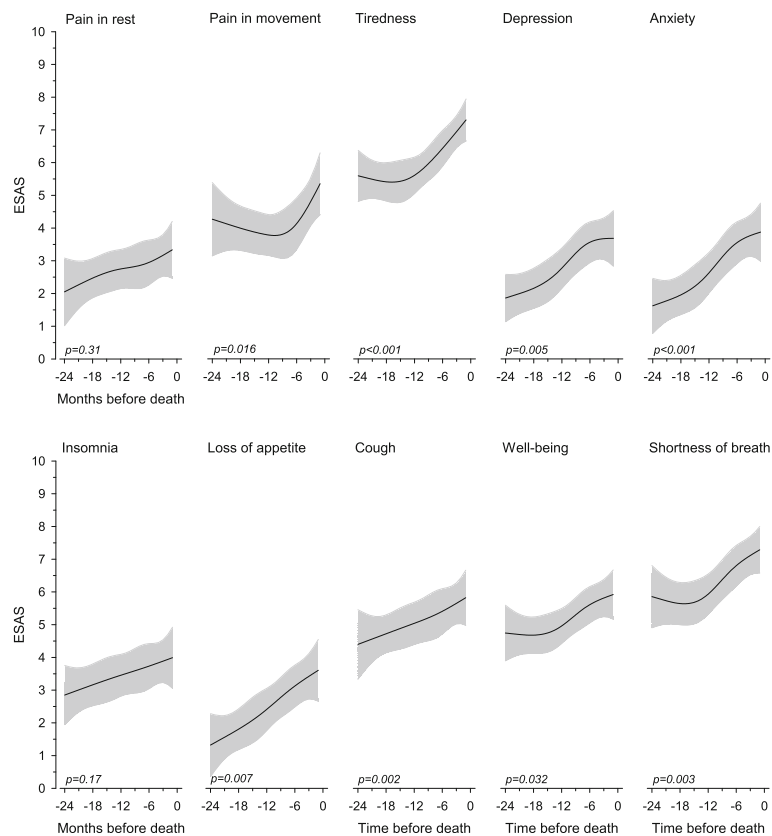 Pain in rest Pain in movement Tiredness Depression Anxiety
10
9
8
7
6
5
4
3
2
1
0
ESAS
p=0.31 p=0.016 p<0.001 p=0.005 p<0.001
-24 -18 -12 -6 0 -24 -18 -12 -6 0 -24 -18 -12 -6 0 -24 -18 -12 -6 0 -24 -18 -12 -6 0
Months before death
Insomnia Loss of appetite Cough Well-being Shortness of breath
10
9
8
7
6
5
4
3
2
1
0
ESAS
p=0.17 p=0.007 p=0.002 p=0.032 p=0.003
-24 -18 -12 -6 0 -24 -18 -12 -6 0 -24 -18 -12 -6 0 -24 -18 -12 -6 0 -24 -18 -12 -6 0
Months before death Months before death Time before death Time before death Time before death